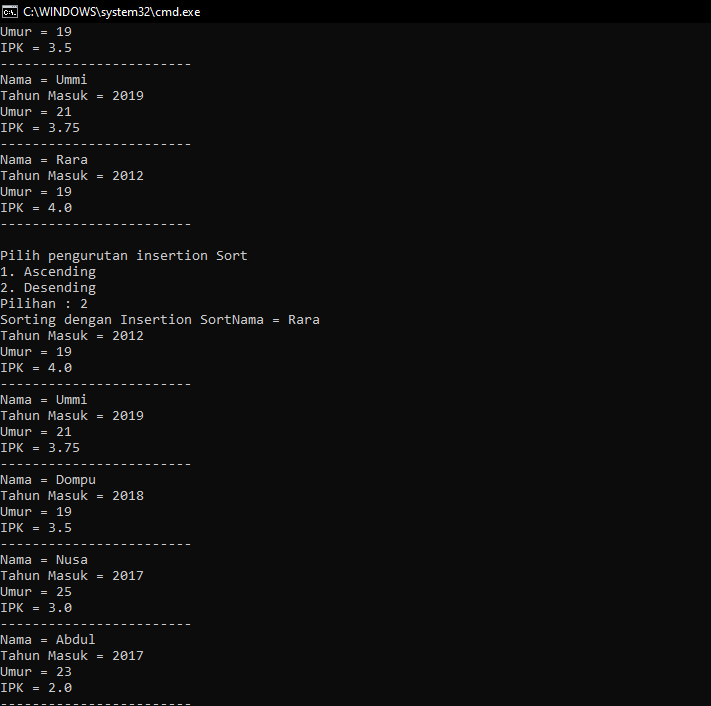 C:\WINDOWS\system32\cmd.exe
Umur = 19
IPK = 3.5
------------------------
Nama = Ummi
Tahun Masuk = 2019
Umur = 21
IPK = 3.75
------------------------
Nama = Rara
Tahun Masuk = 2012
Umur = 19
IPK = 4.0
------------------------
Pilih pengurutan insertion Sort
1. Ascending
2. Desending
Pilihan : 2
Sorting dengan Insertion SortNama = Rara
Tahun Masuk = 2012
Umur = 19
IPK = 4.0
------------------------
Nama = Ummi
Tahun Masuk = 2019
Umur = 21
IPK = 3.75
------------------------
Nama = Dompu
Tahun Masuk = 2018
Umur = 19
IPK = 3.5
------------------------
Nama = Nusa
Tahun Masuk = 2017
Umur = 25
IPK = 3.0
------------------------
Nama = Abdul
Tahun Masuk = 2017
Umur = 23
IPK = 2.0
------------------------